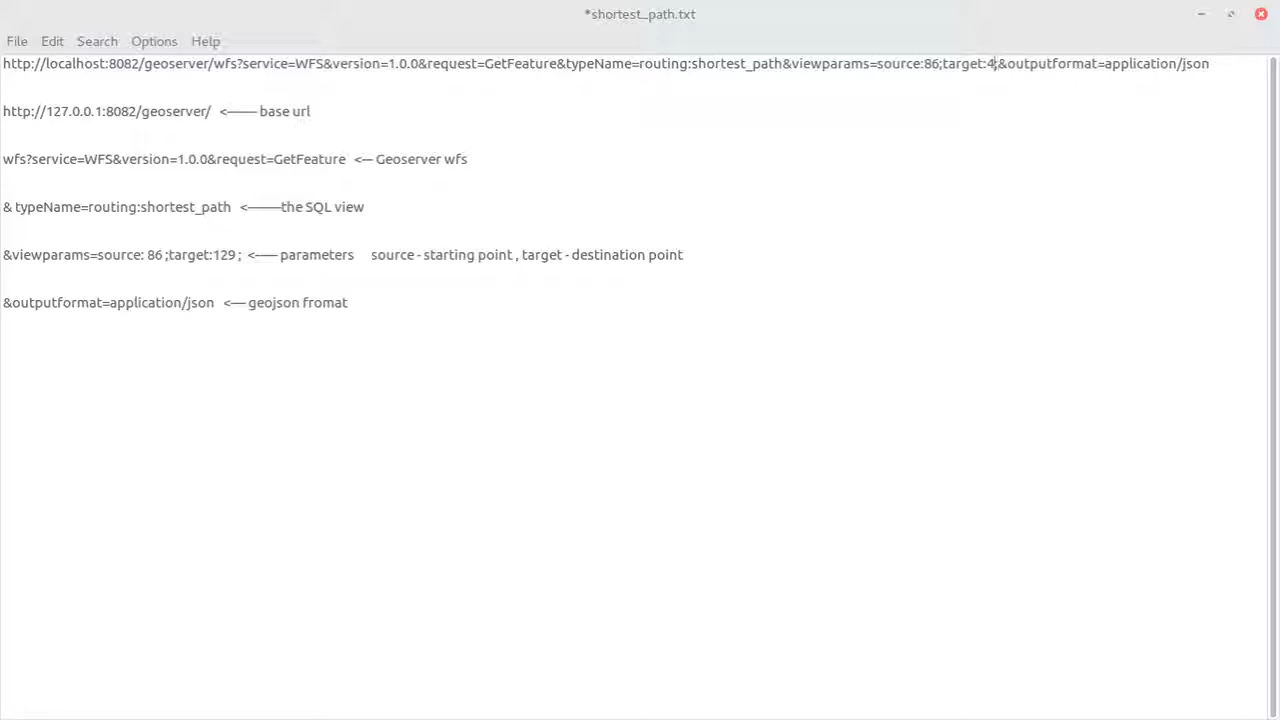 *shortest_path.txt
File Edit Search Options Help
http://localhost:8082/geoserver/wfs?service=WFS&version=1.0.0&request=GetFeature&typeName=routing:shortest_path&viewparams=source:86;target:4;&outputformat=application/json
http://127.0.0.1:8082/geoserver/ <——— base url
wfs?service=WFS&version=1.0.0&request=GetFeature <— Geoserver wfs
& typeName=routing:shortest_path <———the SQL view
&viewparams=source: 86 ;target:129 ; <—— parameters source - starting point , target - destination point
&outputformat=application/json <— geojson fromat